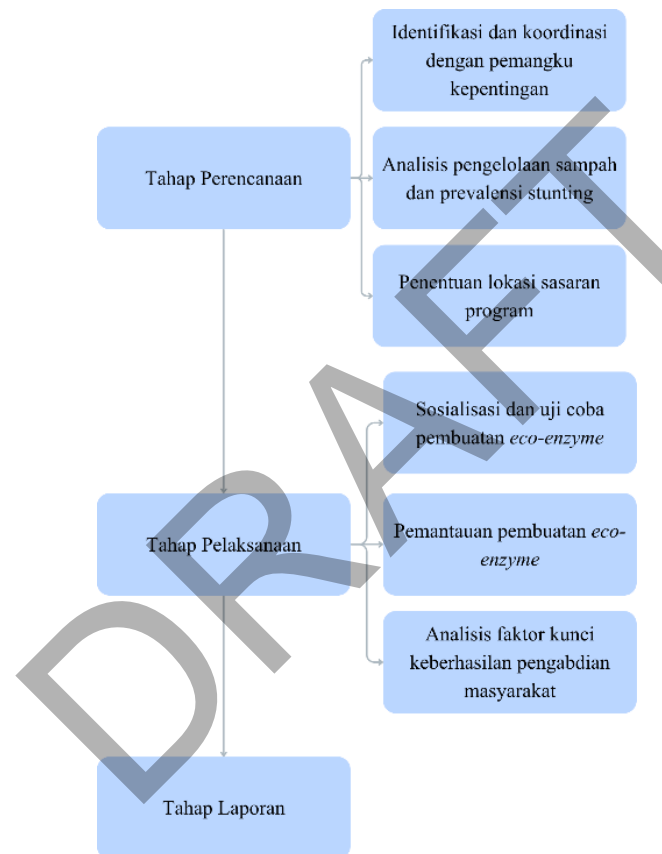 Identifikasi dan koordinasi
dengan pemangku
kepentingan
Tahap Perencanaan
Analisis pengelolaan sampah
dan prevalensi stunting
Penentuan lokasi sasaran
program
Sosialisasi dan uji coba
pembuatan eco-enzyme
Tahap Pelaksanaan
Pemantauan pembuatan eco-
enzyme
Analisis faktor kunci
keberhasilan pengabdian
masyarakat
Tahap Laporan
DRAFT